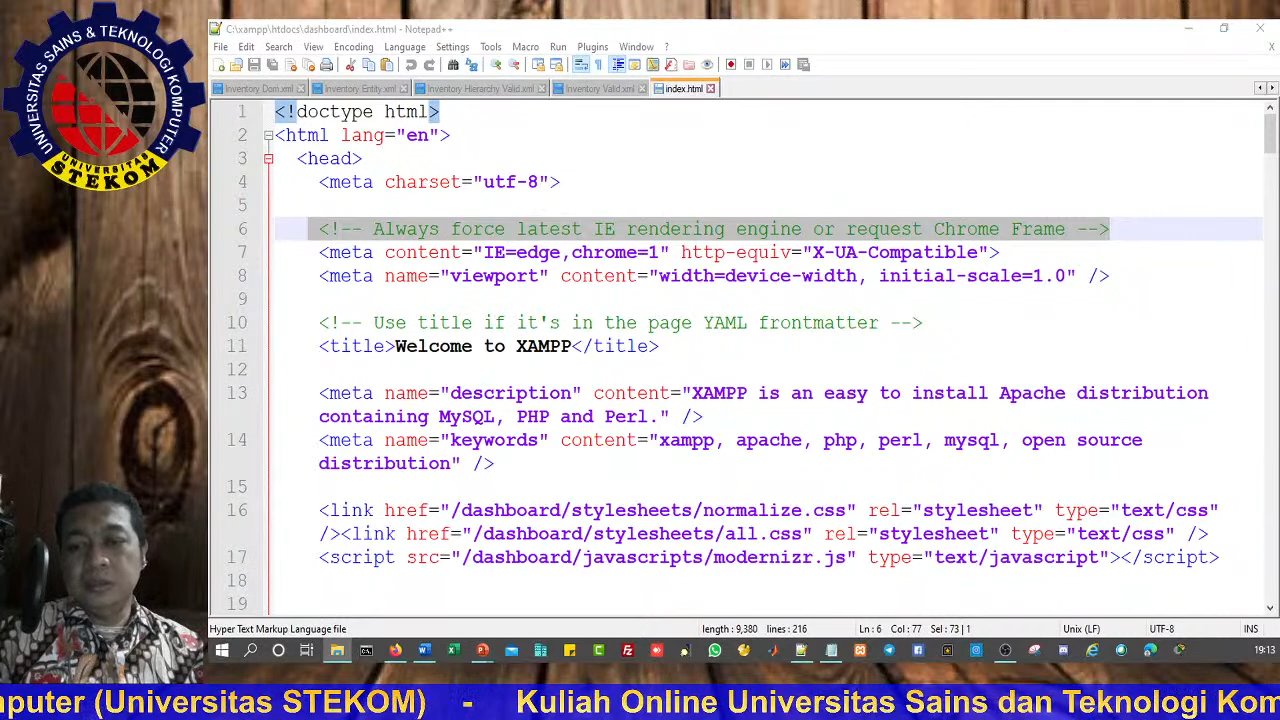 UNIVERSITAS SAINS & TEKNOLOGI KOMPUTER
UNIVERSITAS
STEKOM
C:\xampp\htdocs\dashboard\index.html - Notepad++
File Edit Search View Encoding Language Settings Tools Macro Run Plugins Window ? X
Inventory Dom.xml Inventory Entity.xml Inventory Hierarchy Valid.xml Inventory Valid.xml index.html
1 <!doctype html>
2 <html lang="en">
3 <head>
4 <meta charset="utf-8">
5
6 <!-- Always force latest IE rendering engine or request Chrome Frame -->
7 <meta content="IE=edge,chrome=1" http-equiv="X-UA-Compatible">
8 <meta name="viewport" content="width=device-width, initial-scale=1.0" />
9
10 <!-- Use title if it's in the page YAML frontmatter -->
11 <title>Welcome to XAMPP</title>
12
13 <meta name="description" content="XAMPP is an easy to install Apache distribution
containing MySQL, PHP and Perl." />
14 <meta name="keywords" content="xampp, apache, php, perl, mysql, open source
distribution" />
15
16 <link href="/dashboard/stylesheets/normalize.css" rel="stylesheet" type="text/css"
/><link href="/dashboard/stylesheets/all.css" rel="stylesheet" type="text/css" />
17 <script src="/dashboard/javascripts/modernizr.js" type="text/javascript"></script>
18
19
Hyper Text Markup Language file length : 9,380 lines : 216 Ln : 6 Col : 77 Sel : 73 | 1 Unix (LF) UTF-8 INS
19:13
mputer (Universitas STEKOM) - Kuliah Online Universitas Sains dan Teknologi Kom